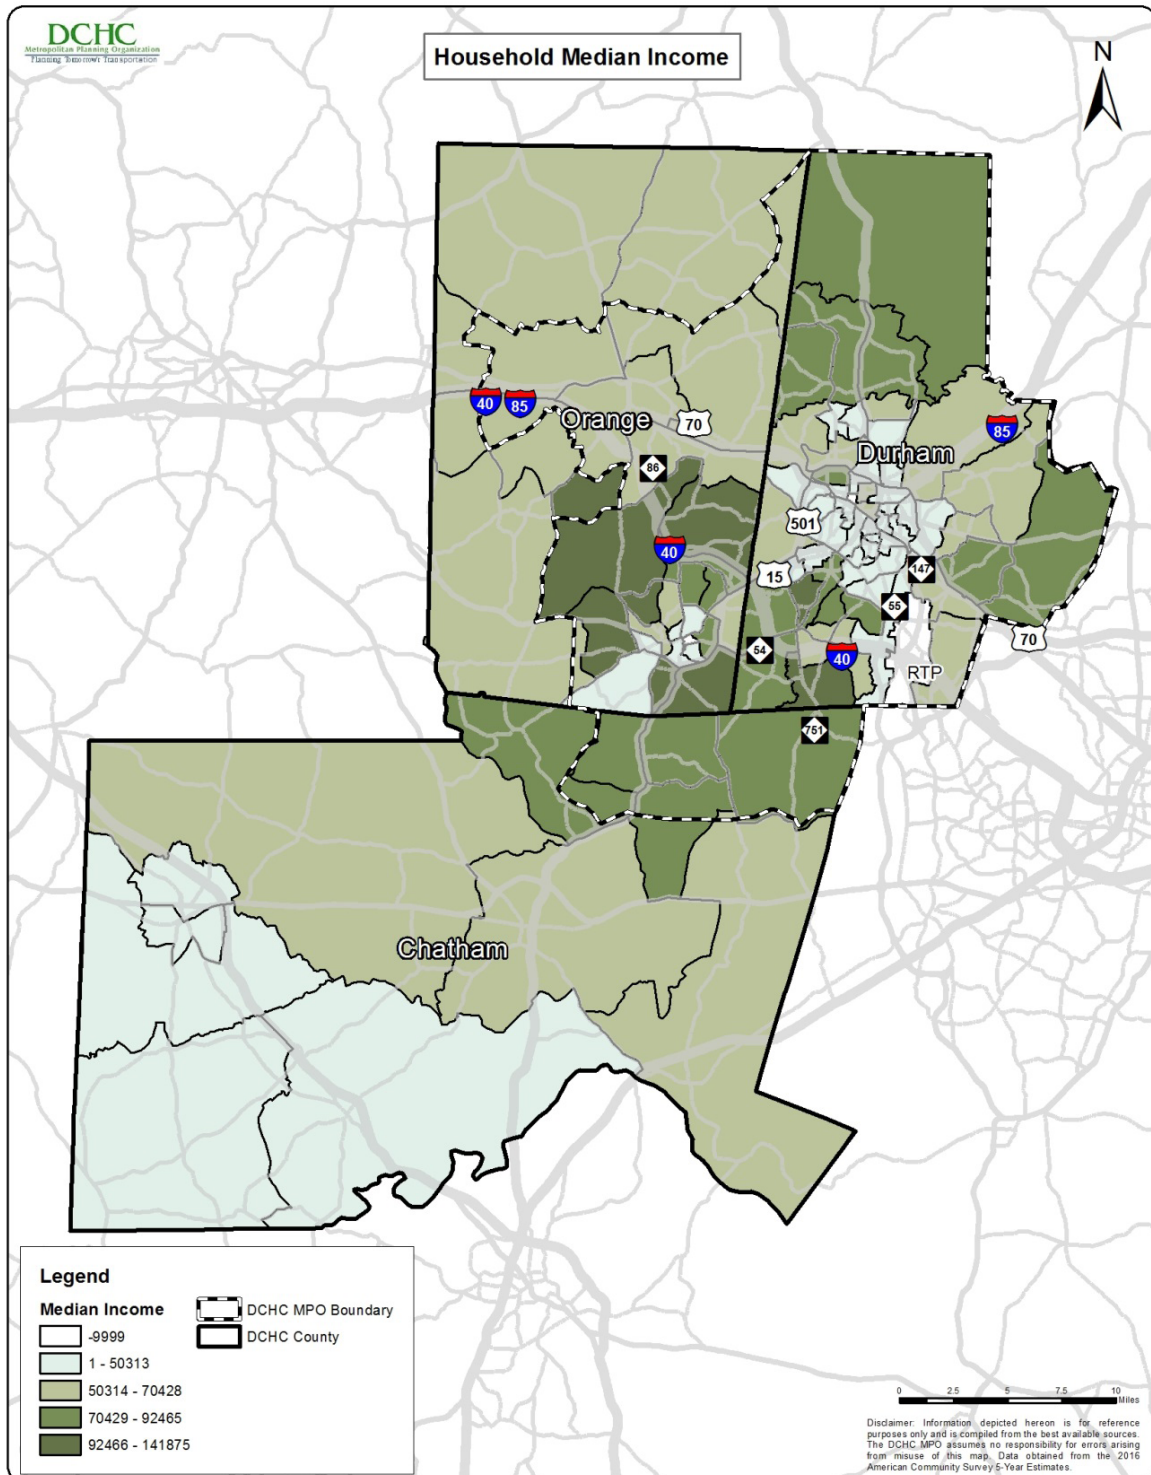 DCHC
Metropolitan Planning Organization
Planning Tomorrow's Transportation
Household Median Income
N
40
85
Orange
70
85
Durham
86
501
40
15
147
55
70
54
40
RTP
751
Chatham
Legend
Median Income
-9999
1 - 50313
50314 - 70428
70429 - 92465
92466 - 141875
DCHC MPO Boundary
DCHC County
0 2.5 5 7.5 10
Miles
Disclaimer: Information depicted hereon is for reference
purposes only and is compiled from the best available sources.
The DCHC MPO assumes no responsibility for errors arising
from misuse of this map. Data obtained from the 2016
American Community Survey 5-Year Estimates.